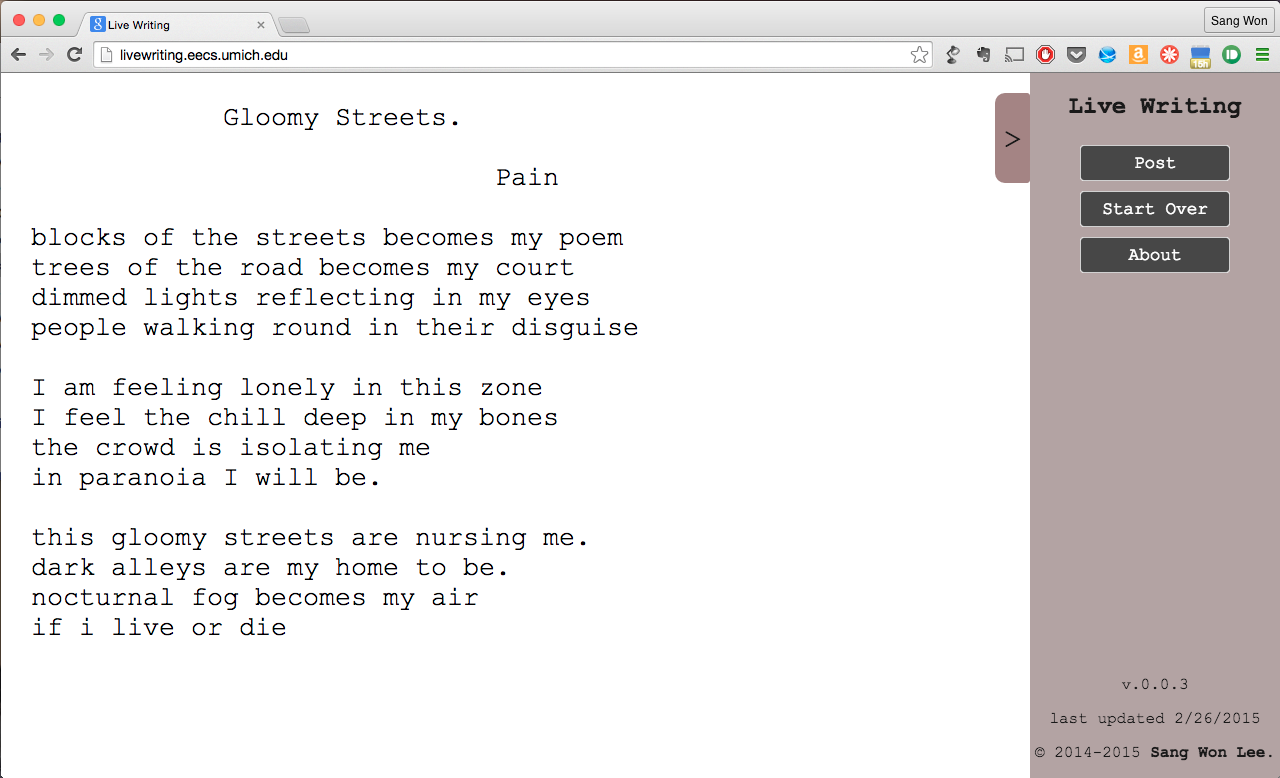 Live Writing
Sang Won
livewriting.eecs.umich.edu
15h
Gloomy Streets.
Pain
blocks of the streets becomes my poem
trees of the road becomes my court
dimmed lights reflecting in my eyes
people walking round in their disguise
I am feeling lonely in this zone
I feel the chill deep in my bones
the crowd is isolating me
in paranoia I will be.
this gloomy streets are nursing me.
dark alleys are my home to be.
nocturnal fog becomes my air
if i live or die
>
Live Writing
Post
Start Over
About
v.0.0.3
last updated 2/26/2015
© 2014-2015 Sang Won Lee.